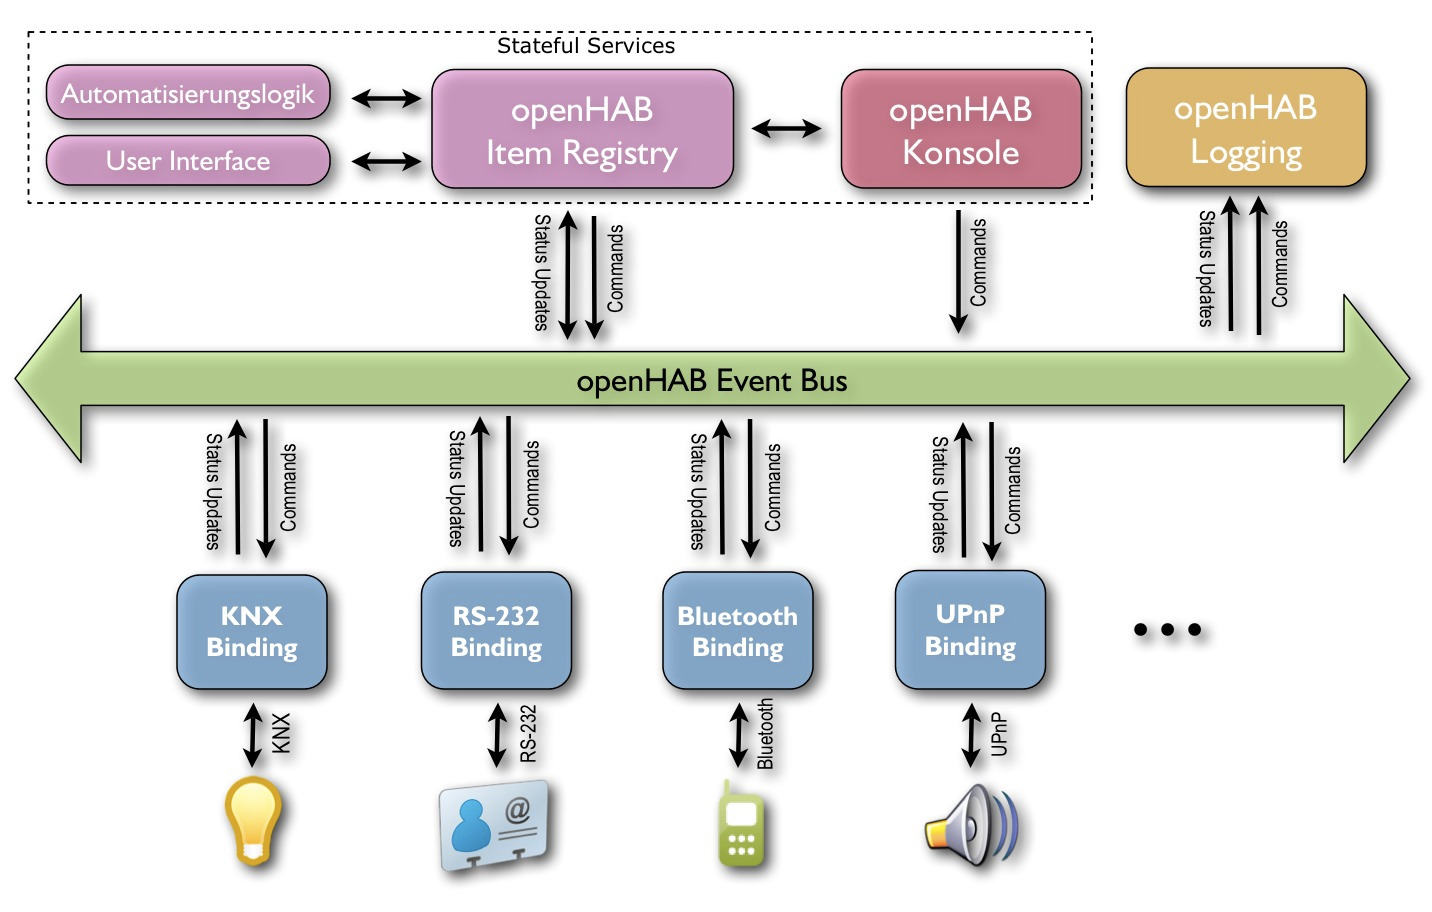 Stateful Services
Automatisierungslogik
User Interface
openHAB
Item Registry
openHAB
Konsole
openHAB
Logging
Status Updates
Commands
Commands
Status Updates
Commands
openHAB Event Bus
Status Updates
Commands
Status Updates
Commands
Status Updates
Commands
Status Updates
Commands
KNX
Binding
RS-232
Binding
Bluetooth
Binding
UPnP
Binding
...
KNX
RS-232
Bluetooth
UPnP
@